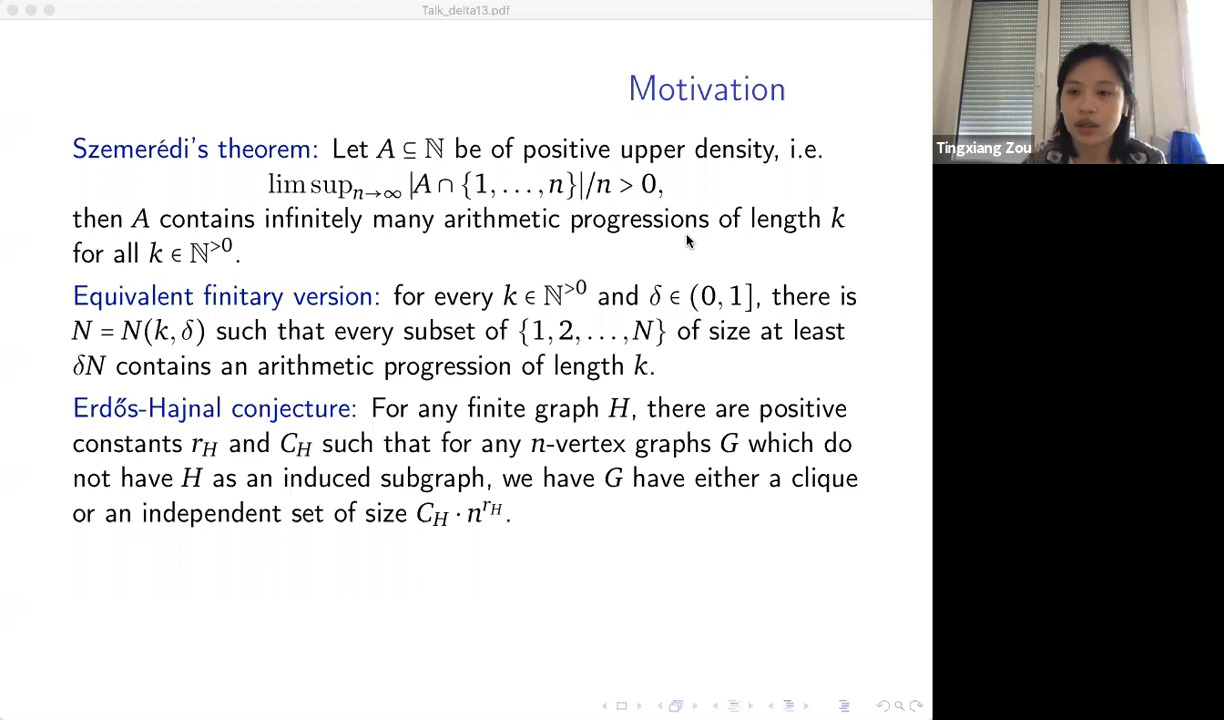 Talk_delta13.pdf
Motivation
Szemerédi's theorem: Let A ⊆ ℕ be of positive upper density, i.e.
lim sup_{n→∞} |A ∩ {1, . . . , n}|/n > 0,
then A contains infinitely many arithmetic progressions of length k
for all k ∈ ℕ^{>0}.
Equivalent finitary version: for every k ∈ ℕ^{>0} and δ ∈ (0, 1], there is
N = N(k, δ) such that every subset of {1, 2, . . . , N} of size at least
δN contains an arithmetic progression of length k.
Erdős-Hajnal conjecture: For any finite graph H, there are positive
constants r_H and C_H such that for any n-vertex graphs G which do
not have H as an induced subgraph, we have G have either a clique
or an independent set of size C_H · n^{r_H}.
Tingxiang Zou